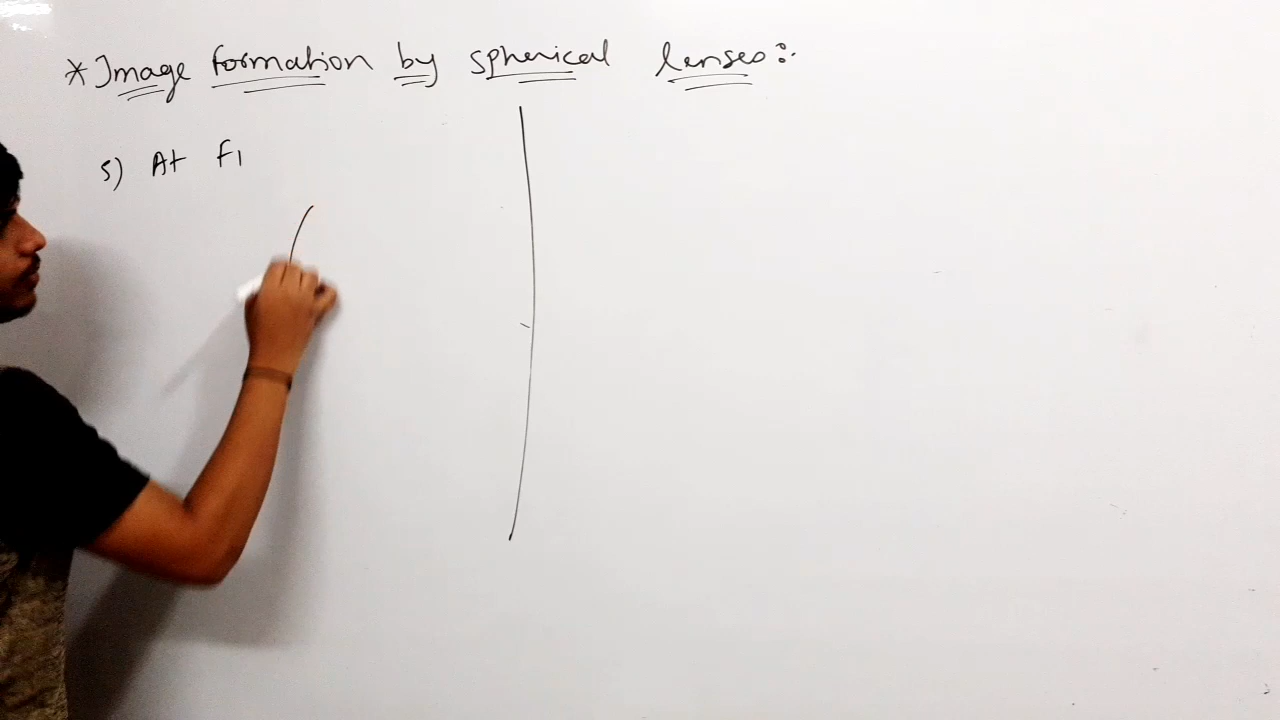 * Image formation by spherical lenses :-
5) At F1